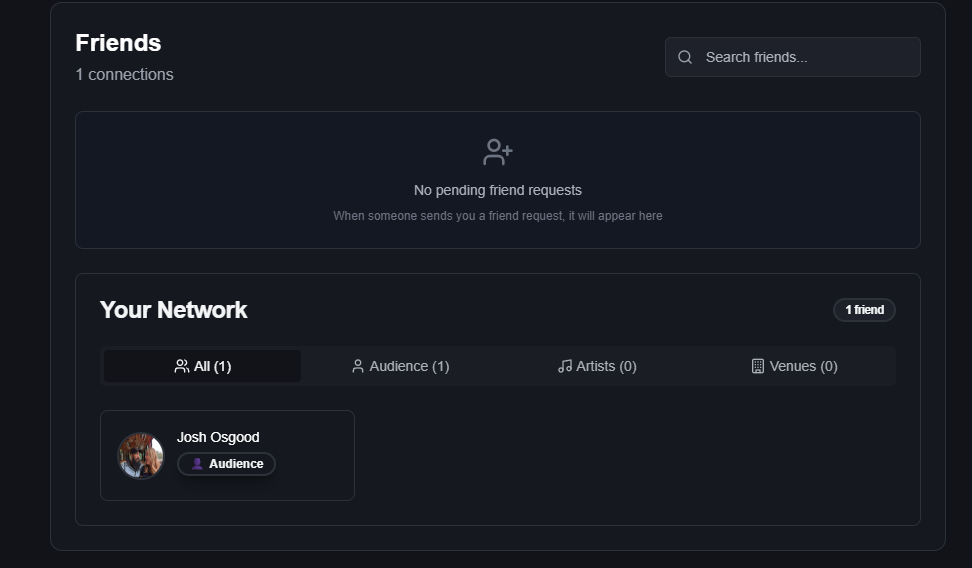 Friends
1 connections
Search friends...
No pending friend requests
When someone sends you a friend request, it will appear here
Your Network
1 friend
All (1)
Audience (1)
Artists (0)
Venues (0)
Josh Osgood
Audience